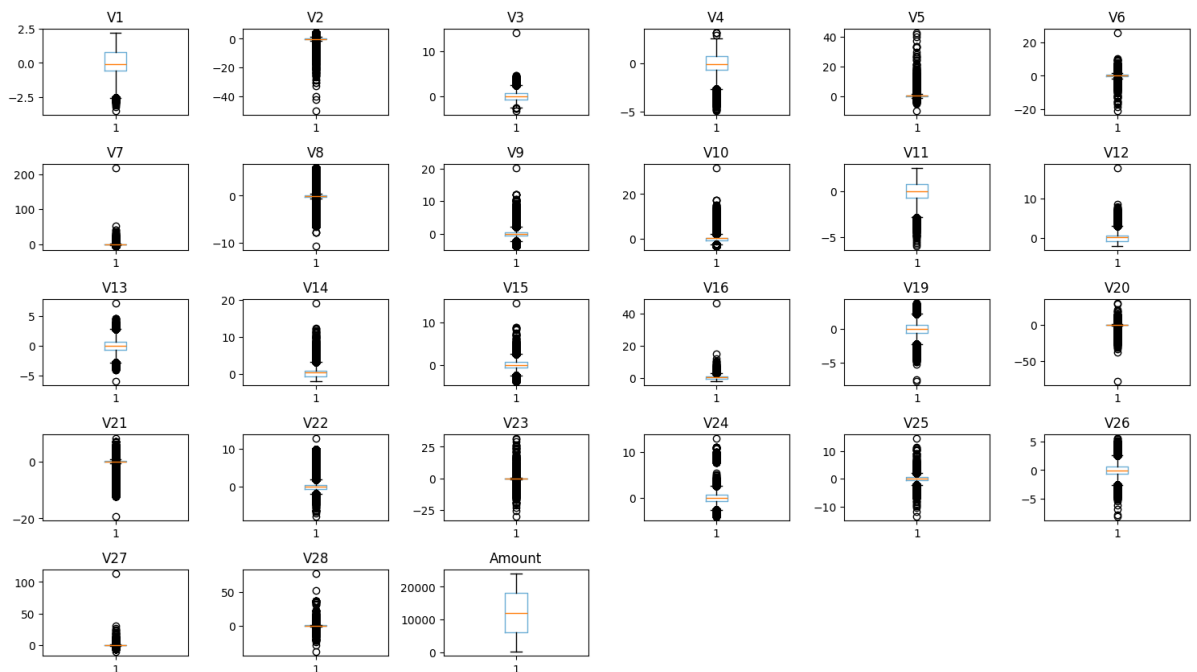 V1 V2 V3 V4 V5 V6
2.5 0.0 −2.5 1
0 −20 −40 1
10 0 1
0 −5 1
40 20 0 1
20 0 −20 1
V7 V8 V9 V10 V11 V12
200 100 0 1
0 −10 1
20 15 10 5 0 1
20 0 1
0 −5 1
10 0 1
V13 V14 V15 V16 V19 V20
5 0 −5 1
20 10 0 1
10 0 1
40 20 0 1
0 −5 1
0 −50 1
V21 V22 V23 V24 V25 V26
0 −20 1
10 0 1
25 0 −25 1
10 0 1
10 0 −10 1
5 0 −5 1
V27 V28 Amount
100 50 0 1
50 0 1
20000 10000 0 1